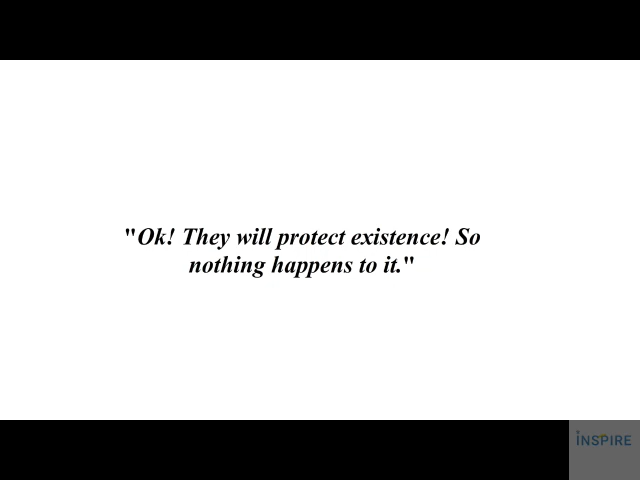 "Ok! They will protect existence! So
nothing happens to it."
INSPIRE